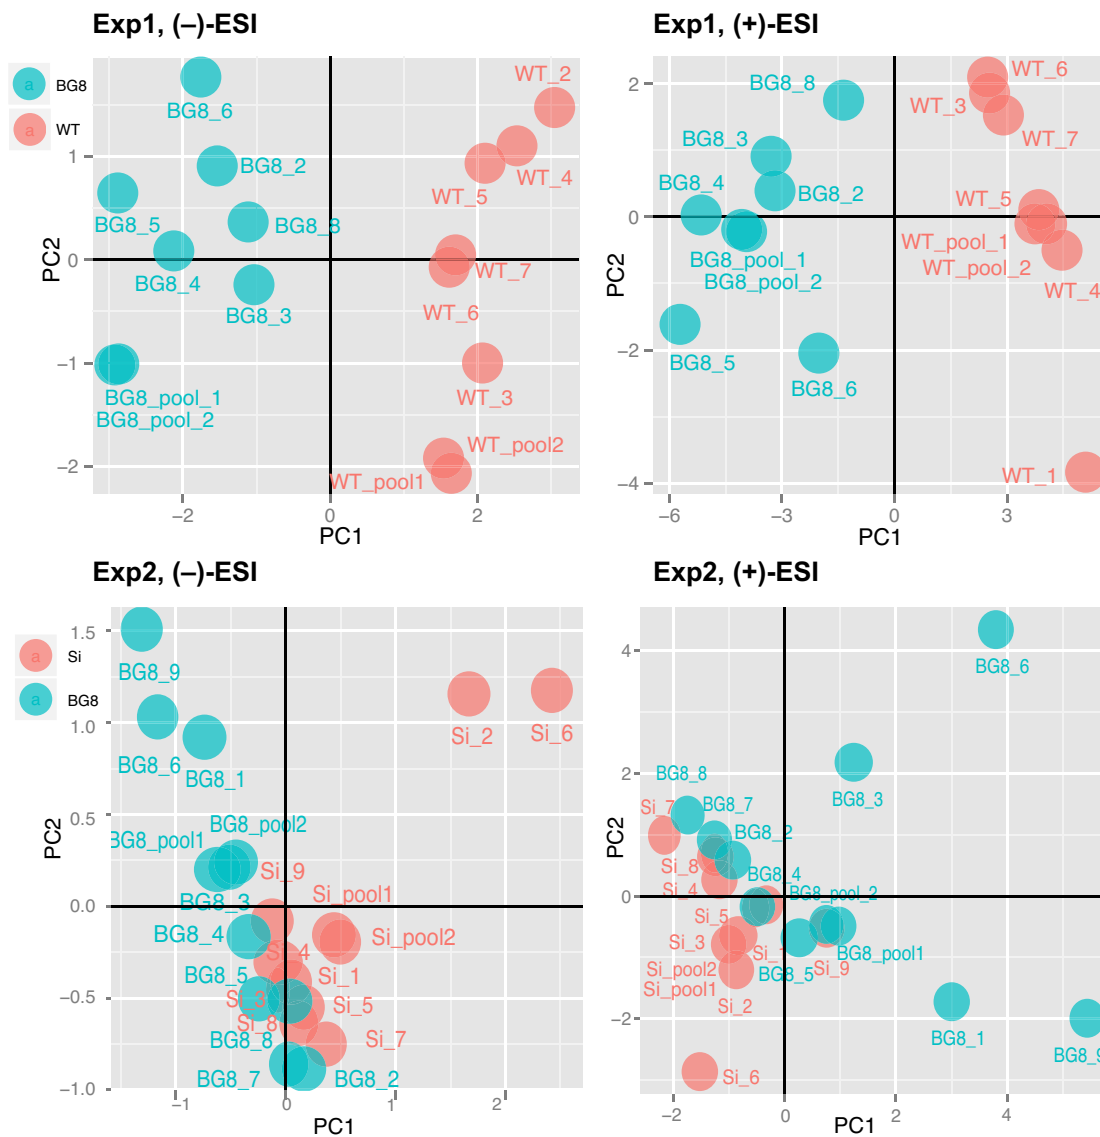 Exp1, (–)-ESI
a BG8
a WT
BG8_6
BG8_2
BG8_5
BG8_8
BG8_4
BG8_3
BG8_pool_1
BG8_pool_2
WT_2
WT_4
WT_5
WT_7
WT_6
WT_3
WT_pool2
WT_pool1
1
0
−1
−2
PC2
−2
0
2
PC1
Exp1, (+)-ESI
WT_6
BG8_8
WT_3
WT_7
BG8_3
BG8_4
BG8_2
WT_5
WT_pool_1
BG8_pool_1
WT_pool_2
BG8_pool_2
WT_4
BG8_5
BG8_6
WT_1
2
0
−2
−4
PC2
−6
−3
0
3
PC1
Exp2, (–)-ESI
a Si
a BG8
BG8_9
BG8_6
BG8_1
Si_2
Si_6
BG8_pool2
BG8_pool1
Si_9
BG8_3
Si_pool1
BG8_4
Si_pool2
Si_4
BG8_5
Si_1
Si_3
Si_5
Si_8
BG8_8
Si_7
BG8_7
BG8_2
1.5
1.0
0.5
0.0
−0.5
−1.0
PC2
−1
0
1
2
PC1
Exp2, (+)-ESI
BG8_6
BG8_8
BG8_3
Si_7
BG8_7
BG8_2
Si_8
BG8_4
Si_4
BG8_pool_2
Si_5
Si_3
Si_1
BG8_pool1
Si_pool2
BG8_5
Si_9
Si_pool1
Si_2
BG8_1
BG8_9
Si_6
4
2
0
−2
PC2
−2
0
2
4
PC1